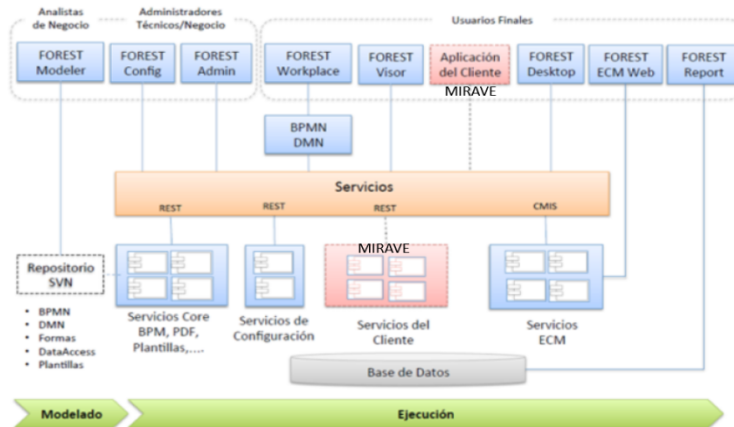 Analistas
de Negocio
Administradores
Técnicos/Negocio
Usuarios Finales
FOREST
Modeler
FOREST
Config
FOREST
Admin
FOREST
Workplace
FOREST
Visor
Aplicación
del Cliente
MIRAVE
FOREST
Desktop
FOREST
ECM Web
FOREST
Report
BPMN
DMN
Servicios
REST
REST
REST
CMIS
MIRAVE
Repositorio
SVN
• BPMN
• DMN
• Formas
• DataAccess
• Plantillas
Servicios Core
BPM, PDF,
Plantillas,....
Servicios de
Configuración
Servicios del
Cliente
Servicios
ECM
Base de Datos
Modelado
Ejecución